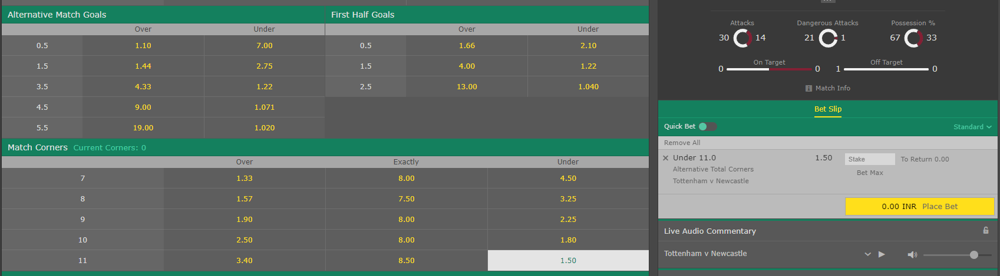 Alternative Match Goals
Over Under
0.5 1.10 7.00
1.5 1.44 2.75
3.5 4.33 1.22
4.5 9.00 1.071
5.5 19.00 1.020
First Half Goals
Over Under
0.5 1.66 2.10
1.5 4.00 1.22
2.5 13.00 1.040
Match Corners Current Corners: 0
Over Exactly Under
7 1.33 8.00 4.50
8 1.57 7.50 3.25
9 1.90 8.00 2.25
10 2.50 8.00 1.80
11 3.40 8.50 1.50
Attacks Dangerous Attacks Possession %
30 14 21 1 67 33
On Target Off Target
0 0 1 0
Match Info
Bet Slip
Quick Bet Standard
Remove All
Under 11.0 1.50 Stake To Return 0.00
Alternative Total Corners Bet Max
Tottenham v Newcastle
0.00 INR Place Bet
Live Audio Commentary
Tottenham v Newcastle